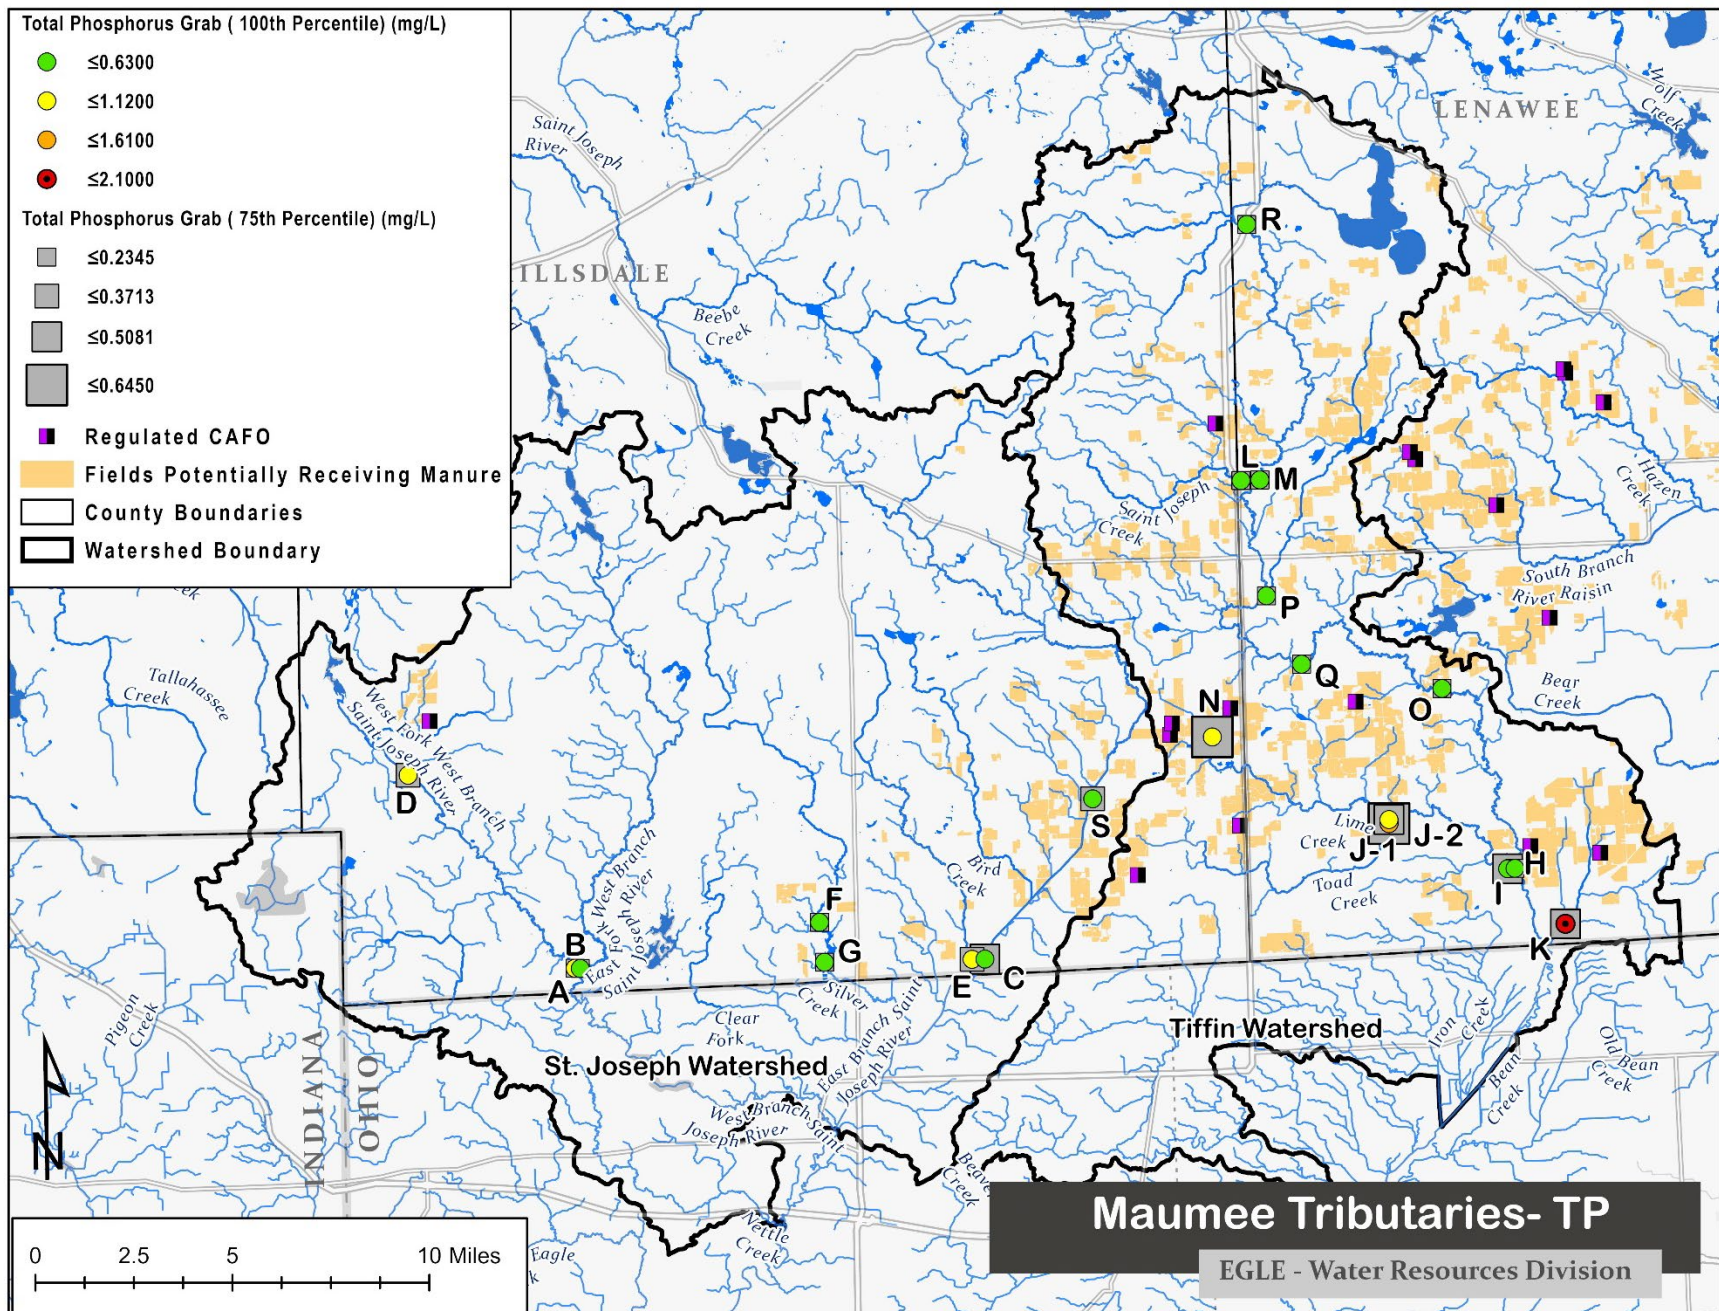 Total Phosphorus Grab ( 100th Percentile) (mg/L)
≤0.6300
≤1.1200
≤1.6100
≤2.1000
Total Phosphorus Grab ( 75th Percentile) (mg/L)
≤0.2345
≤0.3713
≤0.5081
≤0.6450
Regulated CAFO
Fields Potentially Receiving Manure
County Boundaries
Watershed Boundary
Saint Joseph
River
LENAWEE
Wolf
Creek
ILLSDALE
Beebe
Creek
R
L
M
Saint Joseph
Creek
Hazen
Creek
South Branch
River Raisin
P
Q
O
Bear
Creek
N
Tallahassee
Creek
West Fork West Branch
Saint Joseph River
D
S
Lime
Creek
J-1
J-2
Toad
Creek
H
I
K
Bird
Creek
F
G
E
C
B
A
East Fork West Branch
Saint Joseph River
Silver
Creek
Clear
Fork
East Branch Saint
Joseph River
Pigeon
Creek
INDIANA
OHIO
St. Joseph Watershed
Tiffin Watershed
Iron
Creek
Bean
Creek
Old Bean
Creek
West Branch Saint
Joseph River
Beaver
Creek
Nettle
Creek
Eagle
k
N
0 2.5 5 10 Miles
Maumee Tributaries- TP
EGLE - Water Resources Division